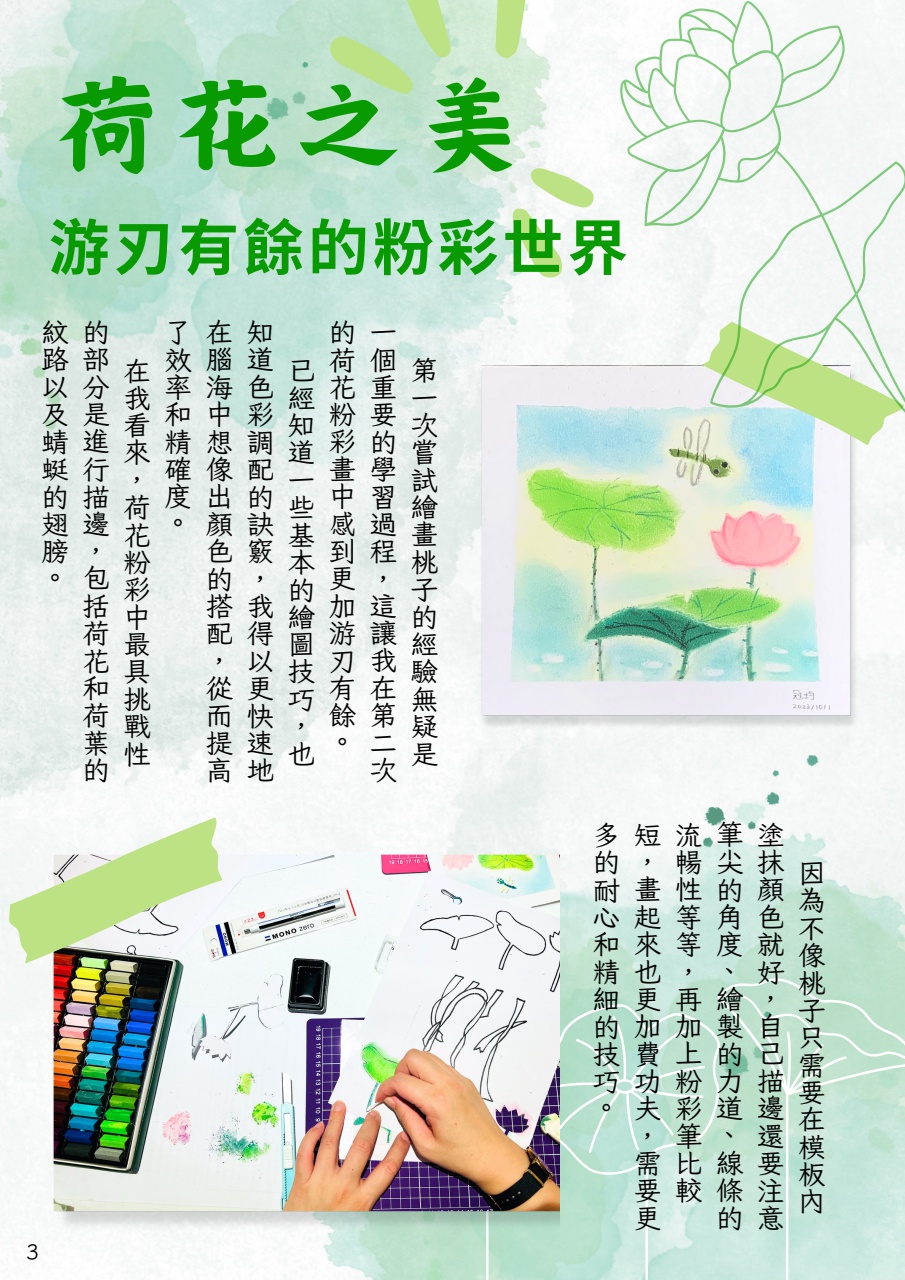 荷花之美
游刃有餘的粉彩世界
第一次嘗試繪畫桃子的經驗無疑是
一個重要的學習過程，這讓我在第二次
的荷花粉彩畫中感到更加游刃有餘。
已經知道一些基本的繪圖技巧，也
知道色彩調配的訣竅，我得以更快速地
在腦海中想像出顏色的搭配，從而提高
了效率和精確度。
在我看來，荷花粉彩中最具挑戰性
的部分是進行描邊，包括荷花和荷葉的
紋路以及蜻蜓的翅膀。
冠均
2023/10/1
因為不像桃子只需要在模板內
塗抹顏色就好，自己描邊還要注意
筆尖的角度、繪製的力道、線條的
流暢性等等，再加上粉彩筆比較
短，畫起來也更加費功夫，需要更
多的耐心和精細的技巧。
MONO zero
3